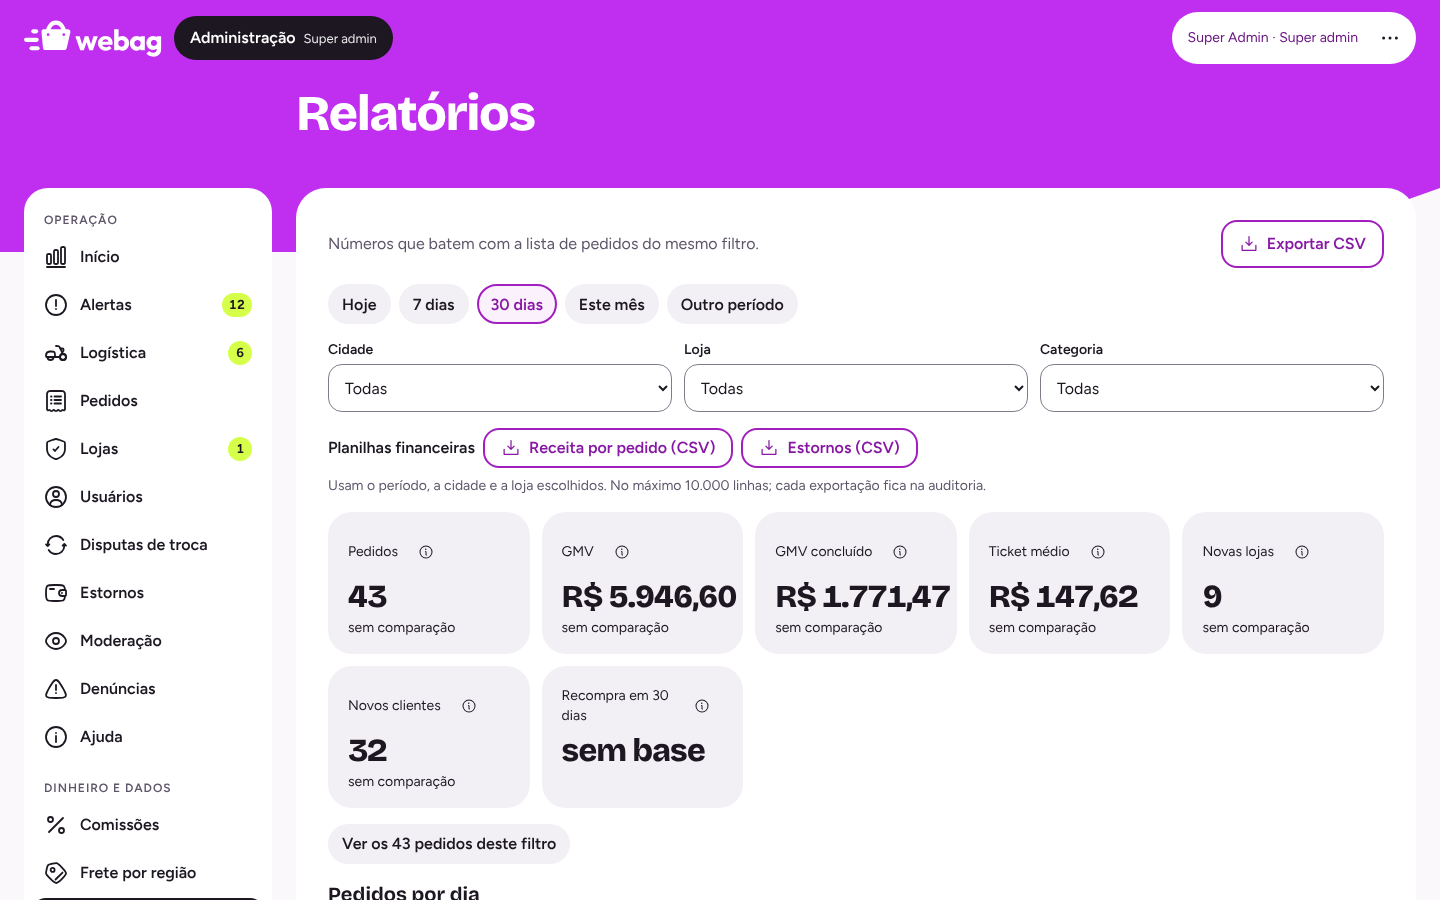 webag
Administração Super admin
Super Admin · Super admin
Relatórios
OPERAÇÃO
Início
Alertas 12
Logística 6
Pedidos
Lojas 1
Usuários
Disputas de troca
Estornos
Moderação
Denúncias
Ajuda
DINHEIRO E DADOS
Comissões
Frete por região
Números que batem com a lista de pedidos do mesmo filtro.
Exportar CSV
Hoje 7 dias 30 dias Este mês Outro período
Cidade Loja Categoria
Todas Todas Todas
Planilhas financeiras Receita por pedido (CSV) Estornos (CSV)
Usam o período, a cidade e a loja escolhidos. No máximo 10.000 linhas; cada exportação fica na auditoria.
Pedidos
43
sem comparação
GMV
R$ 5.946,60
sem comparação
GMV concluído
R$ 1.771,47
sem comparação
Ticket médio
R$ 147,62
sem comparação
Novas lojas
9
sem comparação
Novos clientes
32
sem comparação
Recompra em 30
dias
sem base
Ver os 43 pedidos deste filtro
Pedidos por dia